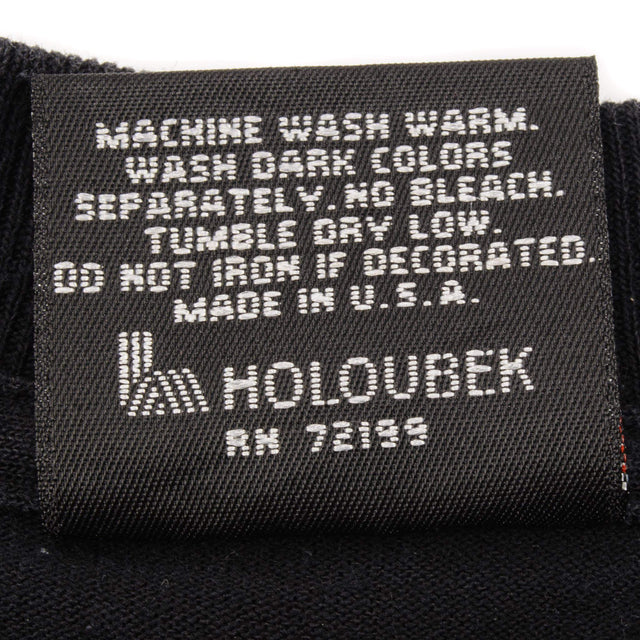 MACHINE WASH WARM.
WASH DARK COLORS
SEPARATELY. NO BLEACH.
TUMBLE DRY LOW.
DO NOT IRON IF DECORATED.
MADE IN U.S.A.
HOLOUBEK
RN 72199